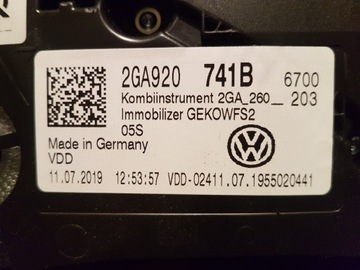 2GA920 741B 6700
Kombiinstrument 2GA_260__ 203
Immobilizer GEKOWFS2
05S
Made in Germany
VDD
11.07.2019 12:53:57 VDD-02411.07.1955020441